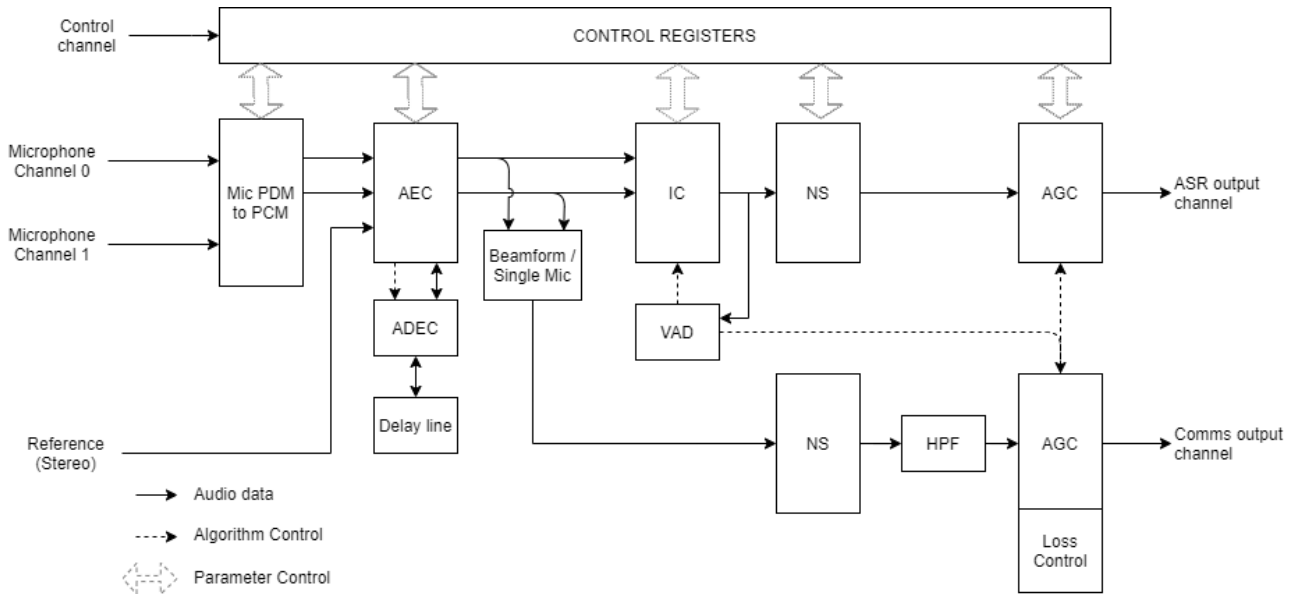 Control
channel
CONTROL REGISTERS
Microphone
Channel 0
Microphone
Channel 1
Mic PDM
to PCM
AEC
IC
NS
AGC
ASR output
channel
Beamform /
Single Mic
ADEC
VAD
Delay line
Reference
(Stereo)
NS
HPF
AGC
Comms output
channel
Loss
Control
Audio data
Algorithm Control
Parameter Control